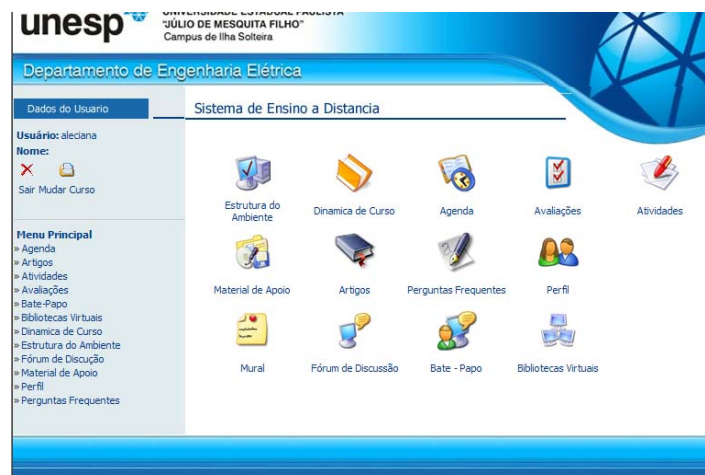 unesp
UNIVERSIDADE ESTADUAL PAULISTA
"JÚLIO DE MESQUITA FILHO"
Campus de Ilha Solteira
Departamento de Engenharia Elétrica
Dados do Usuario
Usuário: aleciana
Nome:
Sair Mudar Curso
Menu Principal
» Agenda
» Artigos
» Atividades
» Avaliações
» Bate-Papo
» Bibliotecas Virtuais
» Dinamica de Curso
» Estrutura do Ambiente
» Fórum de Discução
» Material de Apoio
» Perfil
» Perguntas Frequentes
Sistema de Ensino a Distancia
Estrutura do
Ambiente
Dinamica de Curso
Agenda
Avaliações
Atividades
Material de Apoio
Artigos
Perguntas Frequentes
Perfil
Mural
Fórum de Discussão
Bate - Papo
Bibliotecas Virtuais